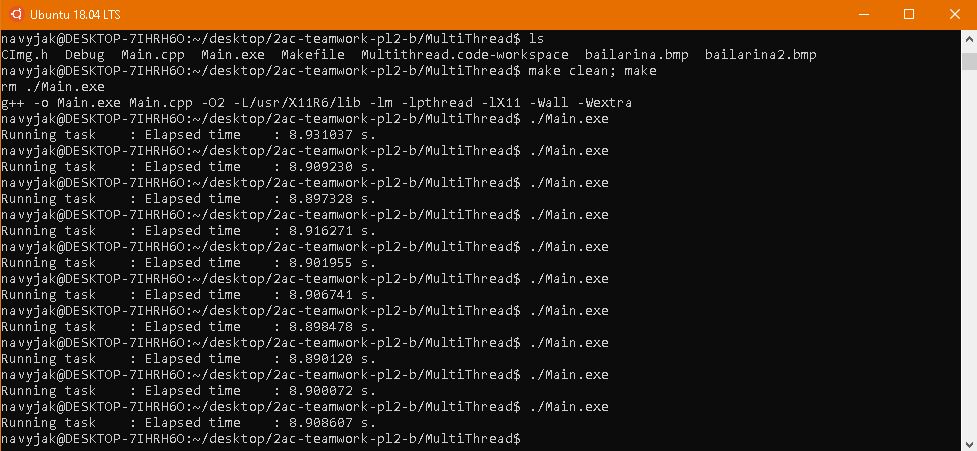 Ubuntu 18.04 LTS
navyjak@DESKTOP-7IHRH6O:~/desktop/2ac-teamwork-pl2-b/MultiThread$ ls
CImg.h  Debug  Main.cpp  Main.exe  Makefile  Multithread.code-workspace  bailarina.bmp  bailarina2.bmp
navyjak@DESKTOP-7IHRH6O:~/desktop/2ac-teamwork-pl2-b/MultiThread$ make clean; make
rm ./Main.exe
g++ -o Main.exe Main.cpp -O2 -L/usr/X11R6/lib -lm -lpthread -lX11 -Wall -Wextra
navyjak@DESKTOP-7IHRH6O:~/desktop/2ac-teamwork-pl2-b/MultiThread$ ./Main.exe
Running task    : Elapsed time    : 8.931037 s.
navyjak@DESKTOP-7IHRH6O:~/desktop/2ac-teamwork-pl2-b/MultiThread$ ./Main.exe
Running task    : Elapsed time    : 8.909230 s.
navyjak@DESKTOP-7IHRH6O:~/desktop/2ac-teamwork-pl2-b/MultiThread$ ./Main.exe
Running task    : Elapsed time    : 8.897328 s.
navyjak@DESKTOP-7IHRH6O:~/desktop/2ac-teamwork-pl2-b/MultiThread$ ./Main.exe
Running task    : Elapsed time    : 8.916271 s.
navyjak@DESKTOP-7IHRH6O:~/desktop/2ac-teamwork-pl2-b/MultiThread$ ./Main.exe
Running task    : Elapsed time    : 8.901955 s.
navyjak@DESKTOP-7IHRH6O:~/desktop/2ac-teamwork-pl2-b/MultiThread$ ./Main.exe
Running task    : Elapsed time    : 8.906741 s.
navyjak@DESKTOP-7IHRH6O:~/desktop/2ac-teamwork-pl2-b/MultiThread$ ./Main.exe
Running task    : Elapsed time    : 8.898478 s.
navyjak@DESKTOP-7IHRH6O:~/desktop/2ac-teamwork-pl2-b/MultiThread$ ./Main.exe
Running task    : Elapsed time    : 8.890120 s.
navyjak@DESKTOP-7IHRH6O:~/desktop/2ac-teamwork-pl2-b/MultiThread$ ./Main.exe
Running task    : Elapsed time    : 8.900072 s.
navyjak@DESKTOP-7IHRH6O:~/desktop/2ac-teamwork-pl2-b/MultiThread$ ./Main.exe
Running task    : Elapsed time    : 8.908607 s.
navyjak@DESKTOP-7IHRH6O:~/desktop/2ac-teamwork-pl2-b/MultiThread$